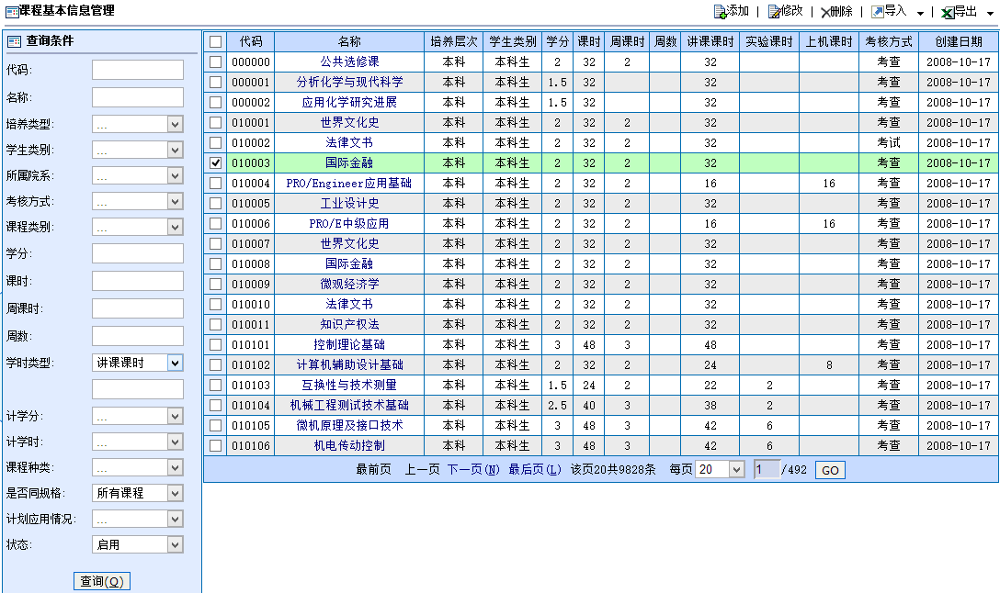 课程基本信息管理
添加 | 修改 | 删除 | 导入 | 导出
查询条件
代码:
名称:
培养类型: ...
学生类别: ...
所属院系: ...
考核方式: ...
课程类别: ...
学分:
课时:
周课时:
周数:
学时类型: 讲课课时
计学分: ...
计学时: ...
课程种类: ...
是否同规格: 所有课程
计划应用情况: ...
状态: 启用
查询(Q)
代码 名称 培养层次 学生类别 学分 课时 周课时 周数 讲课课时 实验课时 上机课时 考核方式 创建日期
000000 公共选修课 本科 本科生 2 32 2 32 考查 2008-10-17
000001 分析化学与现代科学 本科 本科生 1.5 32 32 考查 2008-10-17
000002 应用化学研究进展 本科 本科生 1.5 32 32 考查 2008-10-17
010001 世界文化史 本科 本科生 2 32 2 32 考查 2008-10-17
010002 法律文书 本科 本科生 2 32 2 32 考试 2008-10-17
010003 国际金融 本科 本科生 2 32 2 32 考查 2008-10-17
010004 PRO/Engineer应用基础 本科 本科生 2 32 2 16 16 考查 2008-10-17
010005 工业设计史 本科 本科生 2 32 2 32 考查 2008-10-17
010006 PRO/E中级应用 本科 本科生 2 32 2 16 16 考查 2008-10-17
010007 世界文化史 本科 本科生 2 32 2 32 考查 2008-10-17
010008 国际金融 本科 本科生 2 32 2 32 考查 2008-10-17
010009 微观经济学 本科 本科生 2 32 2 32 考查 2008-10-17
010010 法律文书 本科 本科生 2 32 2 32 考查 2008-10-17
010011 知识产权法 本科 本科生 2 32 2 32 考查 2008-10-17
010101 控制理论基础 本科 本科生 3 48 3 48 考查 2008-10-17
010102 计算机辅助设计基础 本科 本科生 2 32 2 24 8 考查 2008-10-17
010103 互换性与技术测量 本科 本科生 1.5 24 2 22 2 考查 2008-10-17
010104 机械工程测试技术基础 本科 本科生 2.5 40 3 38 2 考查 2008-10-17
010105 微机原理及接口技术 本科 本科生 3 48 3 42 6 考查 2008-10-17
010106 机电传动控制 本科 本科生 3 48 3 42 6 考查 2008-10-17
最前页 上一页 下一页(N) 最后页(L) 该页20共9828条 每页 20 1 /492 GO